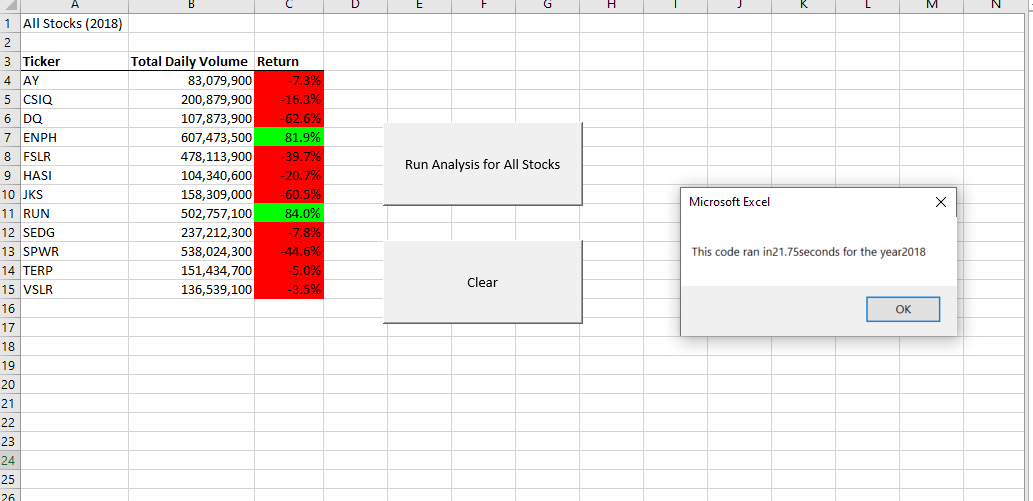 A B C D E F G H I J K L M N
1 All Stocks (2018)
2
3 Ticker Total Daily Volume Return
4 AY 83,079,900 -7.3%
5 CSIQ 200,879,900 -16.3%
6 DQ 107,873,900 -62.6%
7 ENPH 607,473,500 81.9%
8 FSLR 478,113,900 -39.7%
9 HASI 104,340,600 -20.7%
10 JKS 158,309,000 -60.5%
11 RUN 502,757,100 84.0%
12 SEDG 237,212,300 -7.8%
13 SPWR 538,024,300 -44.6%
14 TERP 151,434,700 -5.0%
15 VSLR 136,539,100 -3.5%
16
17
18
19
20
21
22
23
24
25
26
Run Analysis for All Stocks
Clear
Microsoft Excel
This code ran in21.75seconds for the year2018
OK